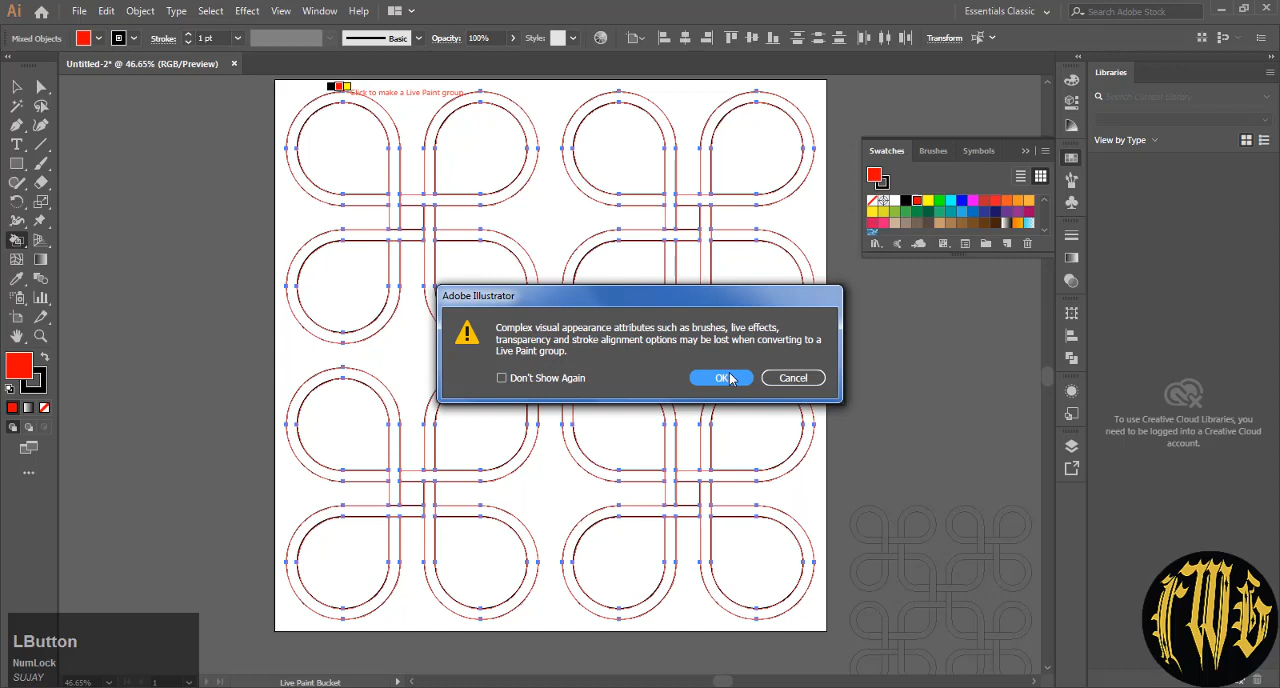 Ai File Edit Object Type Select Effect View Window Help Essentials Classic Search Adobe Stock
Mixed Objects Stroke: 1 pt Basic Opacity: 100% Style: Transform
Untitled-2* @ 46.65% (RGB/Preview)
Click to make a Live Paint group
Libraries
Search Current Library
View by Type
Swatches Brushes Symbols
Adobe Illustrator
Complex visual appearance attributes such as brushes, live effects,
transparency and stroke alignment options may be lost when converting to a
Live Paint group.
Don't Show Again OK Cancel
To use Creative Cloud Libraries, you
need to be logged into a Creative Cloud
account.
LButton
NumLock
SUJAY
46.65% 1 Live Paint Bucket